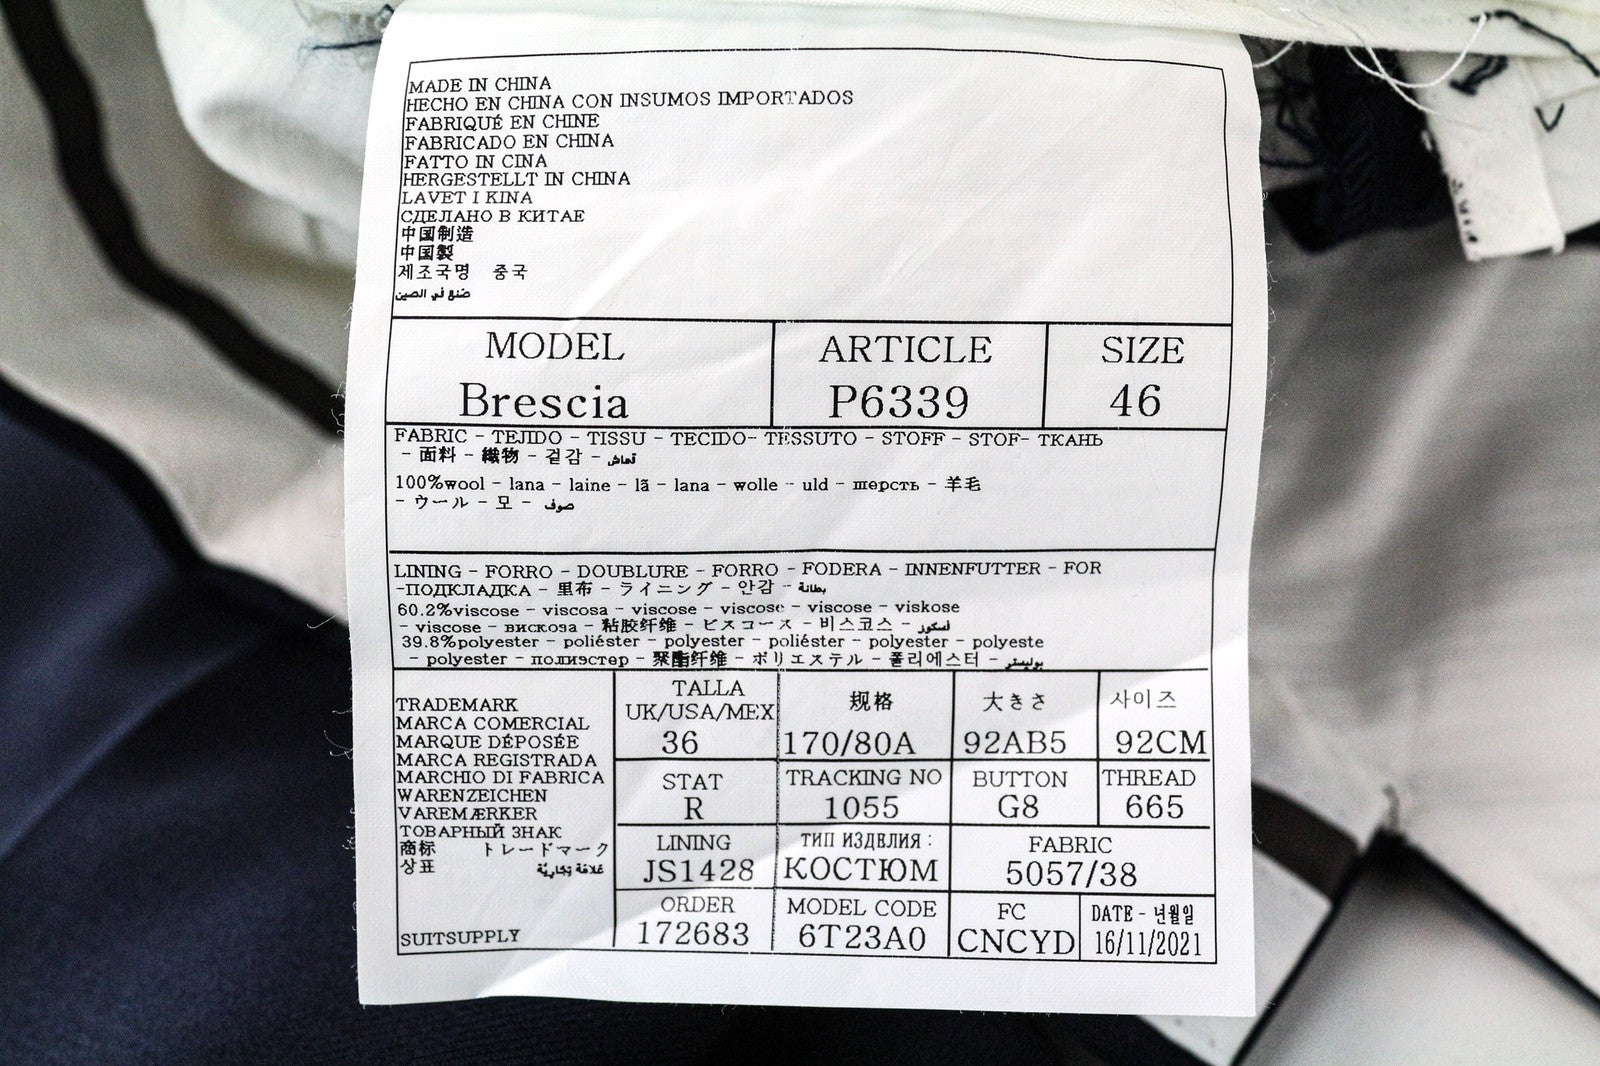 MADE IN CHINA
HECHO EN CHINA CON INSUMOS IMPORTADOS
FABRIQUÉ EN CHINE
FABRICADO EN CHINA
FATTO IN CINA
HERGESTELLT IN CHINA
LAVET I KINA
СДЕЛАНО В КИТАЕ
中国制造
中国製
제조국명 중국
صنع في الصين
MODEL
Brescia
ARTICLE
P6339
SIZE
46
FABRIC - TEJIDO - TISSU - TECIDO- TESSUTO - STOFF - STOF- ТКАНЬ
- 面料 - 織物 - 겉감 - قماش
100%wool - lana - laine - lã - lana - wolle - uld - шерсть - 羊毛
- ウール - 모 - صوف
LINING - FORRO - DOUBLURE - FORRO - FODERA - INNENFUTTER - FOR
-ПОДКЛАДКА - 里布 - ライニング - 안감 - بطانة
60.2%viscose - viscosa - viscose - viscose - viscose - viskose
- viscose - вискоза - 粘胶纤维 - ビスコース - 비스코스 - فسكوز
39.8%polyester - poliéster - polyester - poliéster - polyester - polyeste
- polyester - полиэстер - 聚酯纤维 - ポリエステル - 폴리에스터 - بوليستر
TRADEMARK
MARCA COMERCIAL
MARQUE DÉPOSÉE
MARCA REGISTRADA
MARCHIO DI FABRICA
WARENZEICHEN
VAREMÆRKER
ТОВАРНЫЙ ЗНАК
商标 トレードマーク
상표 علامة تجارية
SUITSUPPLY
TALLA
UK/USA/MEX
36
规格
170/80A
大きさ
92AB5
사이즈
92CM
STAT
R
TRACKING NO
1055
BUTTON
G8
THREAD
665
LINING
JS1428
ТИП ИЗДЕЛИЯ :
КОСТЮМ
FABRIC
5057/38
ORDER
172683
MODEL CODE
6T23A0
FC
CNCYD
DATE - 년월일
16/11/2021